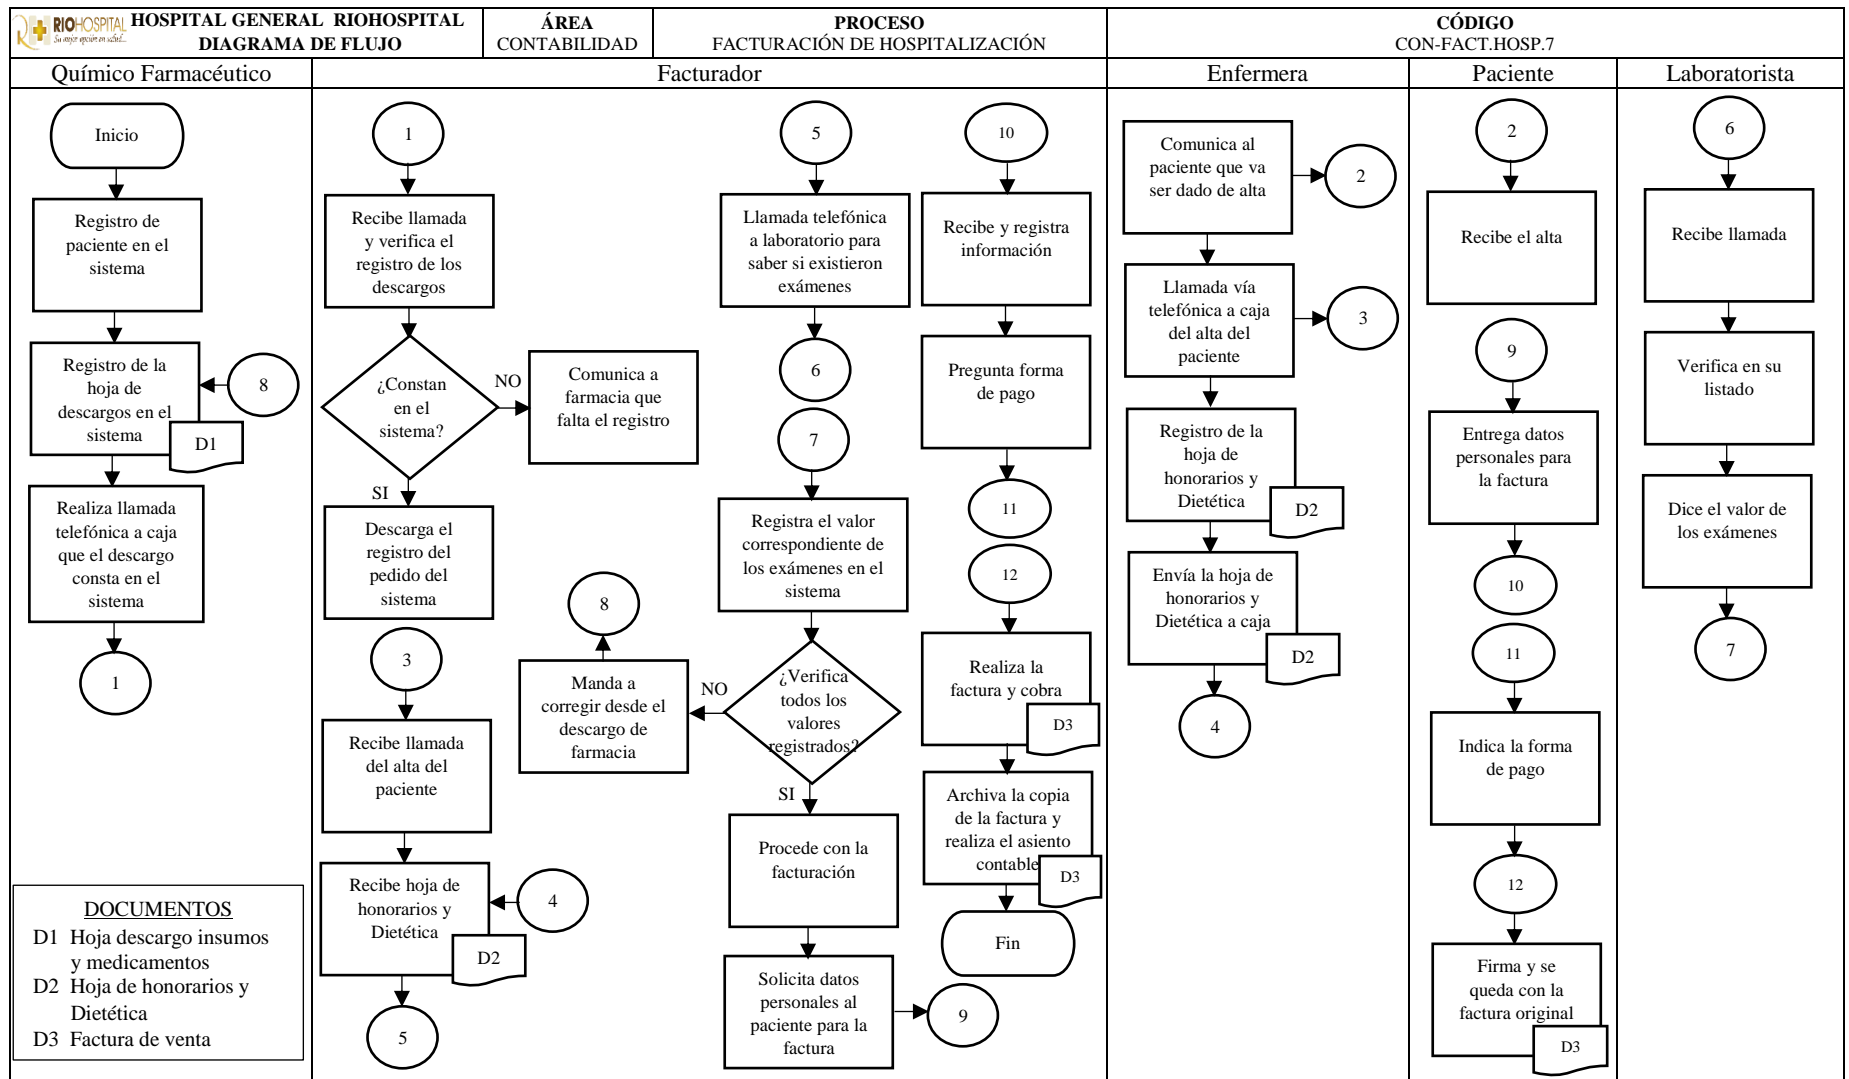 RIOHOSPITAL
Su mejor opción en salud...
HOSPITAL GENERAL RIOHOSPITAL
DIAGRAMA DE FLUJO
ÁREA
CONTABILIDAD
PROCESO
FACTURACIÓN DE HOSPITALIZACIÓN
CÓDIGO
CON-FACT.HOSP.7
Químico Farmacéutico
Facturador
Enfermera
Paciente
Laboratorista
Inicio
Registro de
paciente en el
sistema
Registro de la
hoja de
descargos en el
sistema
D1
8
Realiza llamada
telefónica a caja
que el descargo
consta en el
sistema
1
DOCUMENTOS
D1 Hoja descargo insumos
y medicamentos
D2 Hoja de honorarios y
Dietética
D3 Factura de venta
1
Recibe llamada
y verifica el
registro de los
descargos
¿Constan
en el
sistema?
NO
Comunica a
farmacia que
falta el registro
SI
Descarga el
registro del
pedido del
sistema
3
Recibe llamada
del alta del
paciente
Recibe hoja de
honorarios y
Dietética
D2
4
5
5
Llamada telefónica
a laboratorio para
saber si existieron
exámenes
6
7
Registra el valor
correspondiente de
los exámenes en el
sistema
¿Verifica
todos los
valores
registrados?
NO
Manda a
corregir desde el
descargo de
farmacia
8
SI
Procede con la
facturación
Solicita datos
personales al
paciente para la
factura
9
10
Recibe y registra
información
Pregunta forma
de pago
11
12
Realiza la
factura y cobra
D3
Archiva la copia
de la factura y
realiza el asiento
contable
D3
Fin
Comunica al
paciente que va
ser dado de alta
2
Llamada vía
telefónica a caja
del alta del
paciente
3
Registro de la
hoja de
honorarios y
Dietética
D2
Envía la hoja de
honorarios y
Dietética a caja
D2
4
2
Recibe el alta
9
Entrega datos
personales para
la factura
10
11
Indica la forma
de pago
12
Firma y se
queda con la
factura original
D3
6
Recibe llamada
Verifica en su
listado
Dice el valor de
los exámenes
7